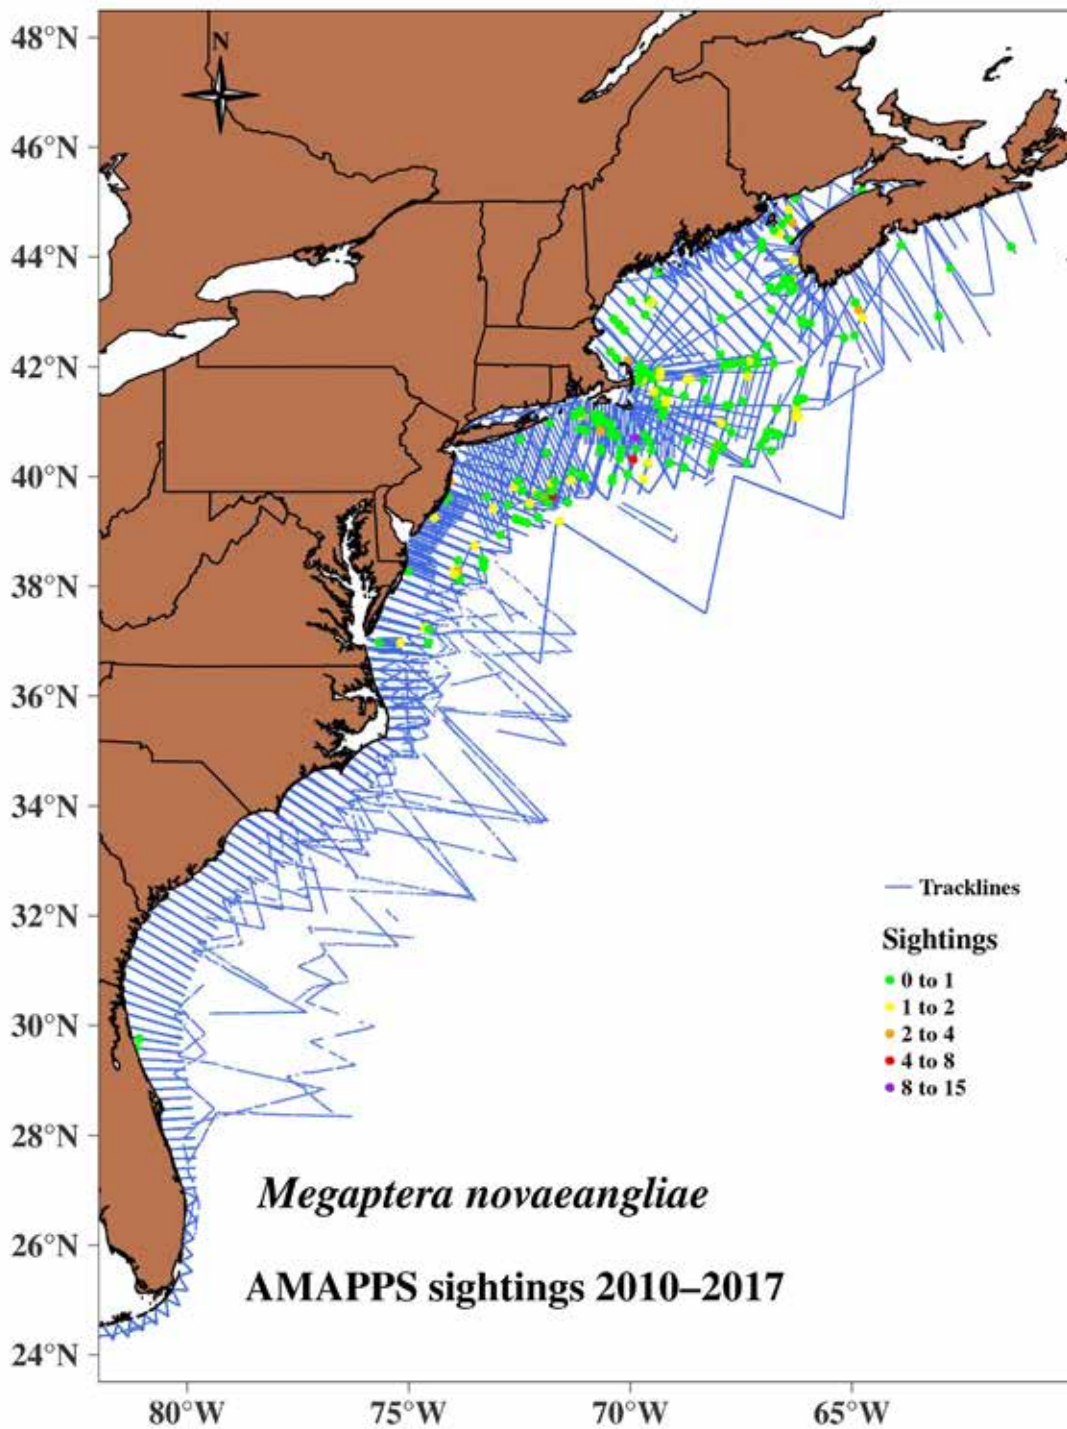 48°N
N
46°N
44°N
42°N
40°N
38°N
36°N
34°N
32°N
30°N
28°N
26°N
24°N
Tracklines
Sightings
0 to 1
1 to 2
2 to 4
4 to 8
8 to 15
Megaptera novaeangliae
AMAPPS sightings 2010–2017
80°W 75°W 70°W 65°W